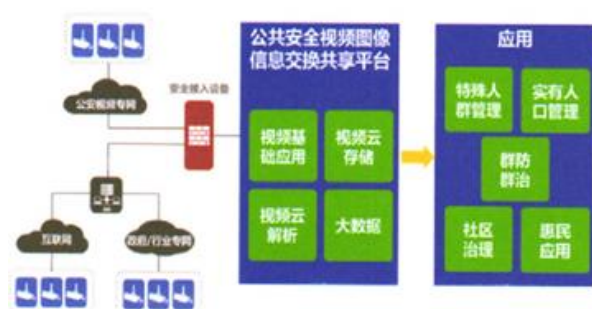 公安视频专网
安全接入设备
互联网
政府/行业专网
公共安全视频图像
信息交换共享平台
视频基
础应用
视频云
存储
视频云
解析
大数据
应用
特殊人
群管理
实有人
口管理
群防
群治
社区
治理
惠民
应用